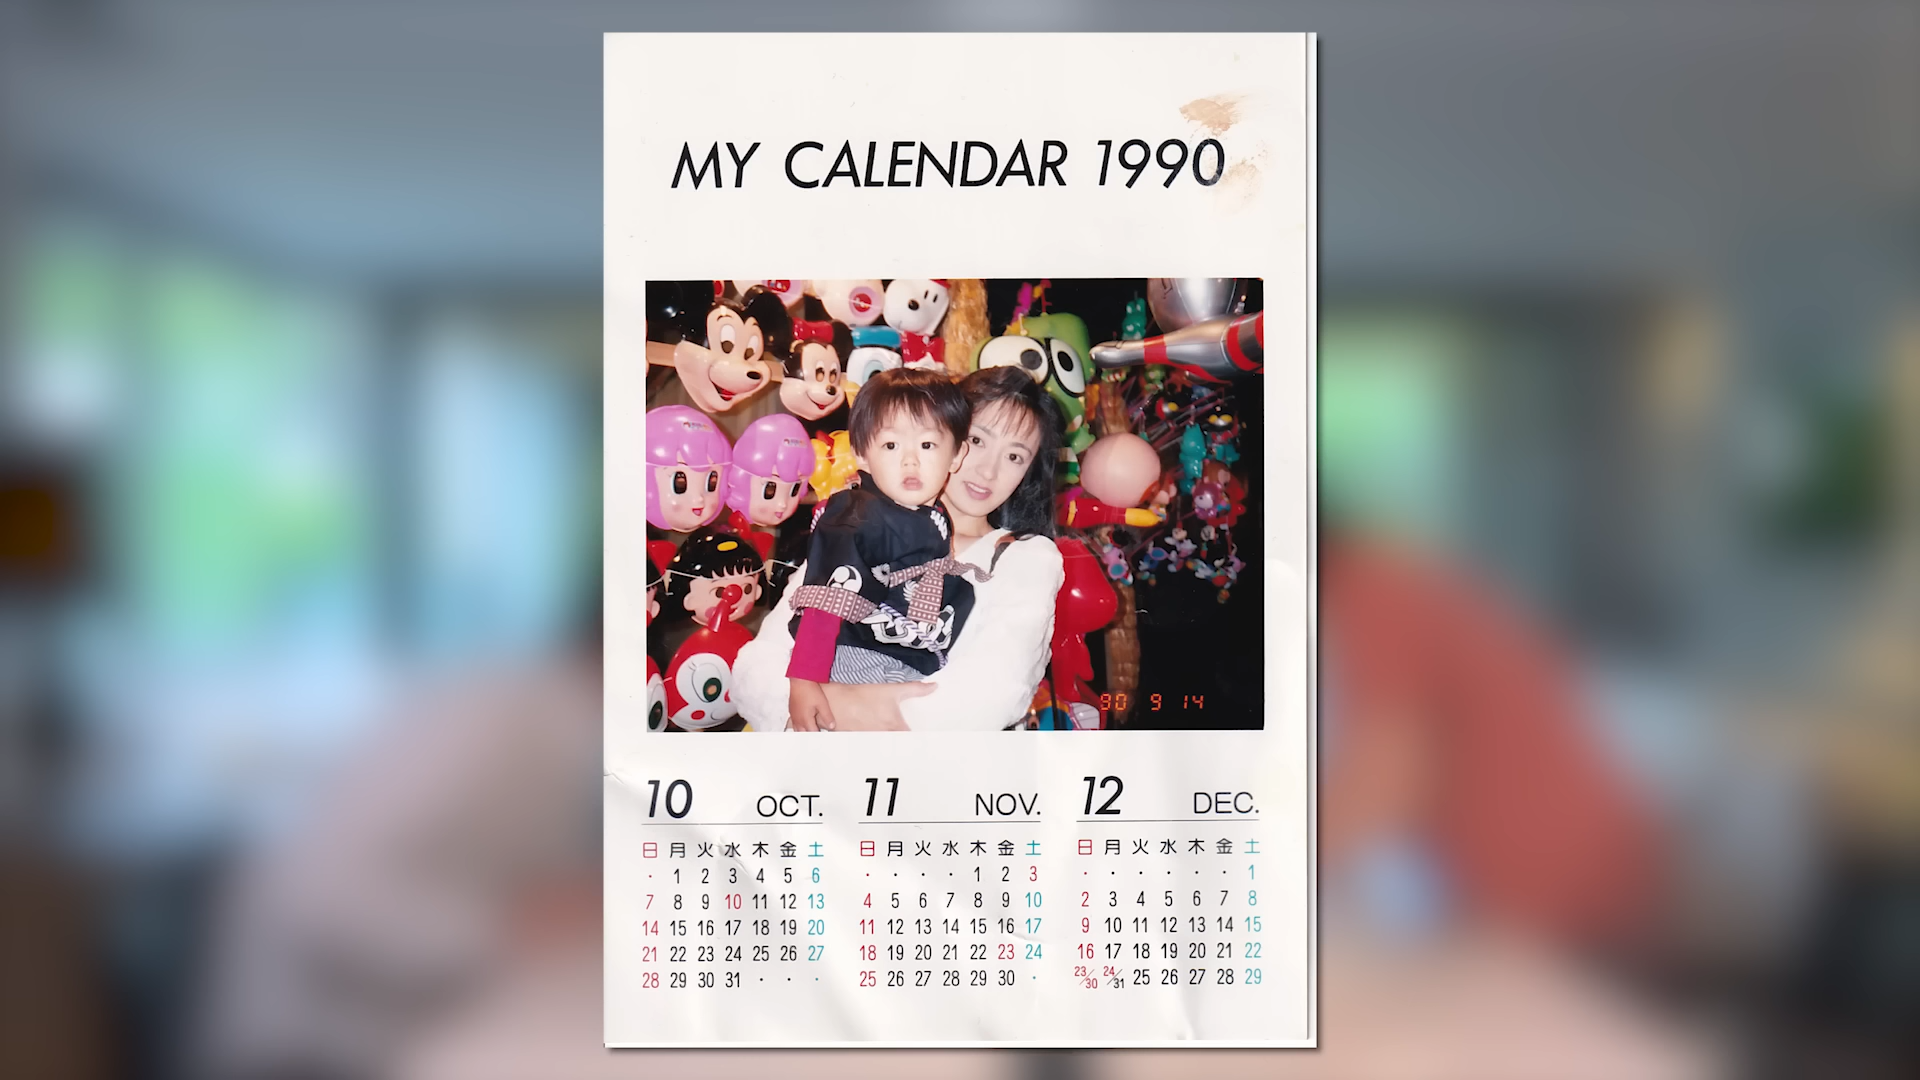 MY CALENDAR 1990
90 9 14
10 OCT. 11 NOV. 12 DEC.
日 月 火 水 木 金 土 日 月 火 水 木 金 土 日 月 火 水 木 金 土
・ 1 2 3 4 5 6 ・ ・ ・ ・ 1 2 3 ・ ・ ・ ・ ・ ・ 1
7 8 9 10 11 12 13 4 5 6 7 8 9 10 2 3 4 5 6 7 8
14 15 16 17 18 19 20 11 12 13 14 15 16 17 9 10 11 12 13 14 15
21 22 23 24 25 26 27 18 19 20 21 22 23 24 16 17 18 19 20 21 22
28 29 30 31 ・ ・ ・ 25 26 27 28 29 30 ・ 23/30 24/31 25 26 27 28 29